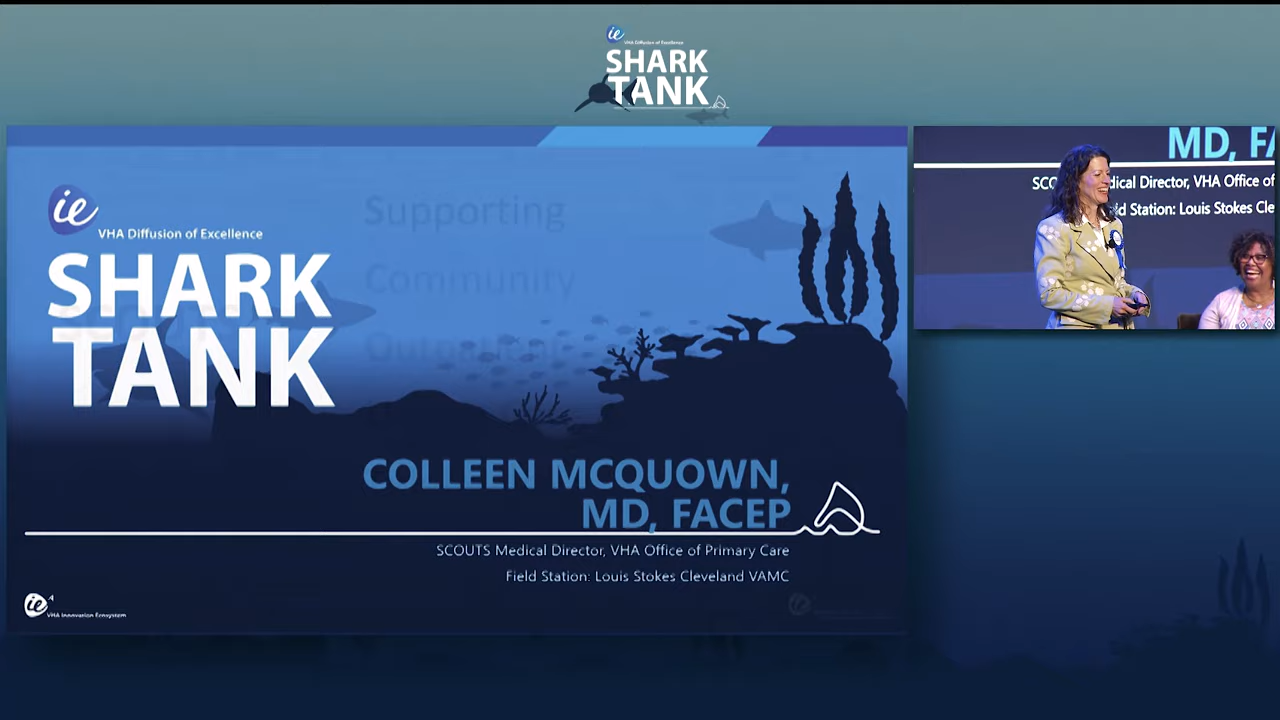 ie
VHA Diffusion of Excellence
SHARK
TANK
ie
VHA Diffusion of Excellence
SHARK
TANK
Supporting
Community
COLLEEN MCQUOWN,
MD, FACEP
SCOUTS Medical Director, VHA Office of Primary Care
Field Station: Louis Stokes Cleveland VAMC
ie
VHA Innovation Ecosystem
MD, FA
SCO dical Director, VHA Office of
ld Station: Louis Stokes Cle